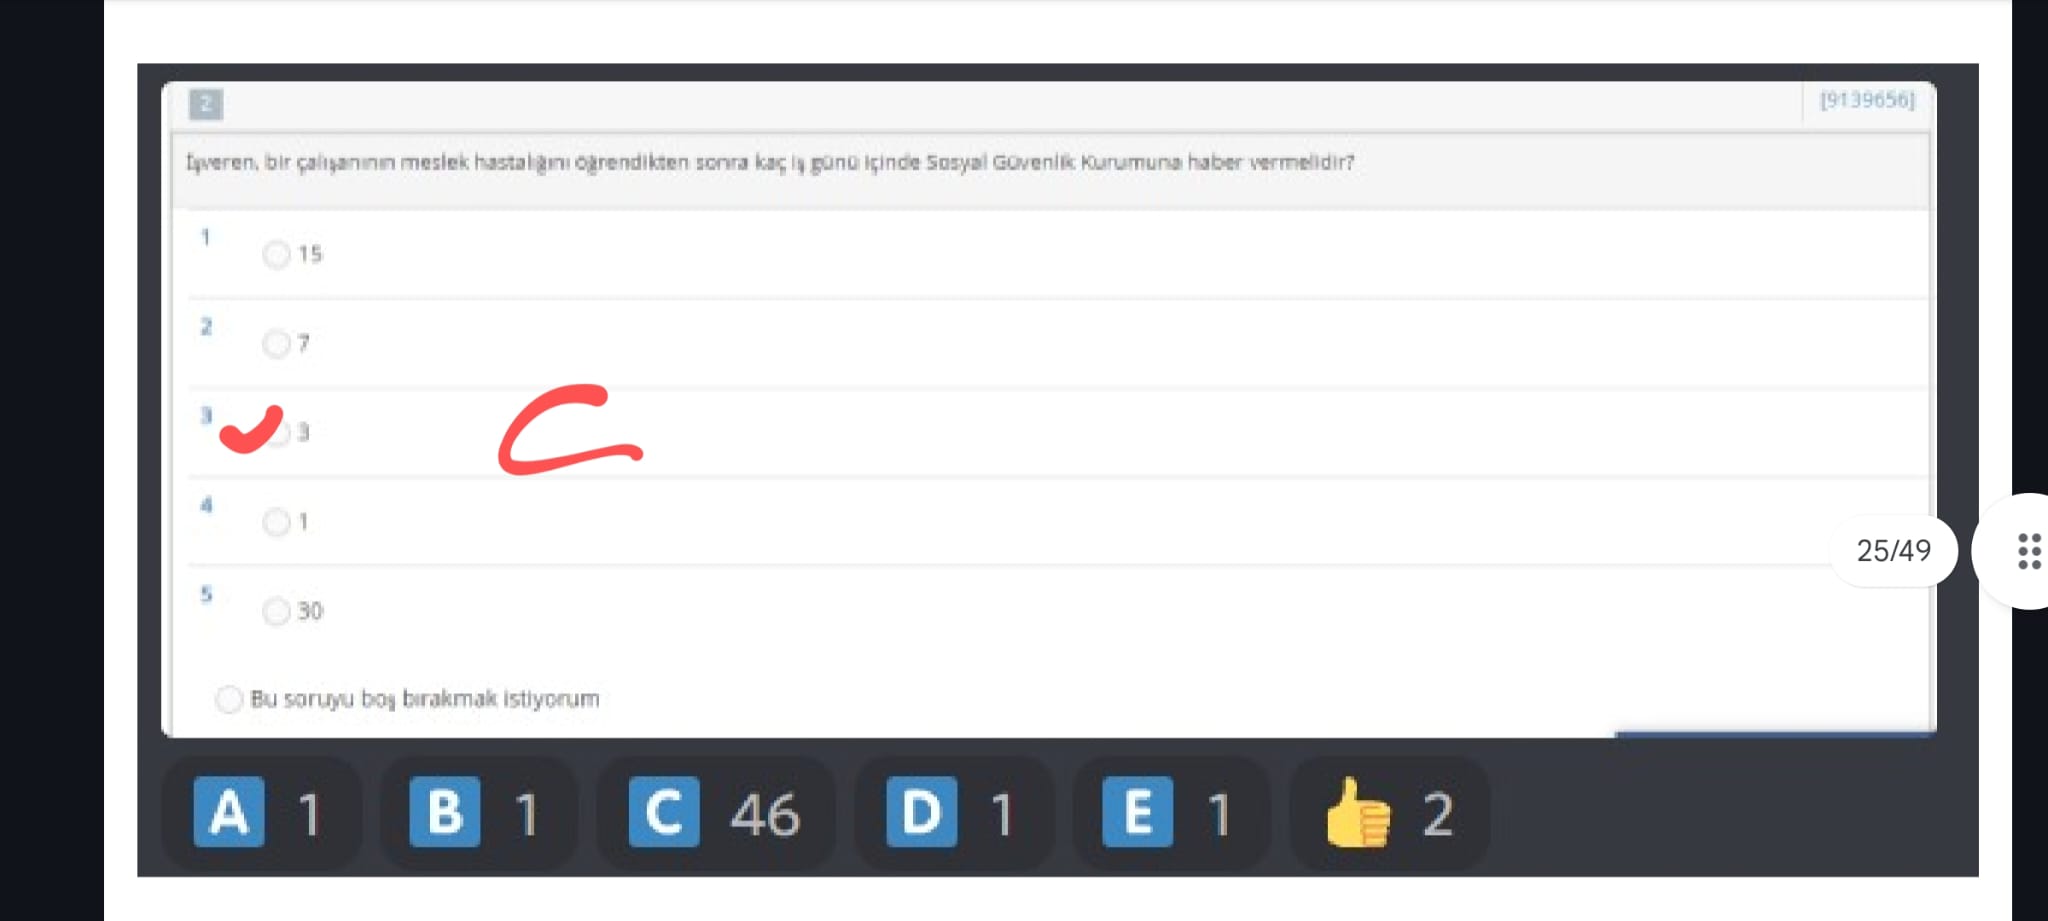 2 [9139656]
İşveren, bir çalışanının meslek hastalığını öğrendikten sonra kaç iş günü içinde Sosyal Güvenlik Kurumuna haber vermelidir?
1 15
2 7
3 3 C
4 1
25/49
5 30
Bu soruyu boş bırakmak istiyorum
A 1 B 1 C 46 D 1 E 1 👍 2